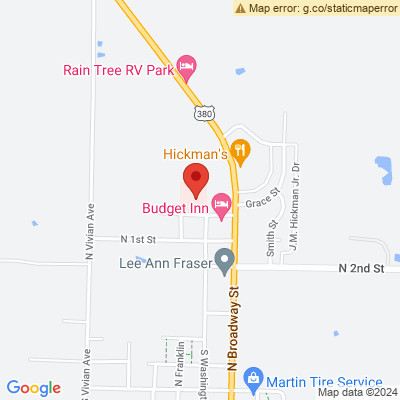 Map error: g.co/staticmaperror
Rain Tree RV Park
380
Hickman's
Grace St
J.M. Hickman Jr. Dr
Budget Inn
N Vivian Ave
Smith St
N 1st St
Lee Ann Fraser
N 2nd St
N Broadway St
N Franklin
S Washingt
S Vivian Ave
Martin Tire Service
Google
Map data ©2024